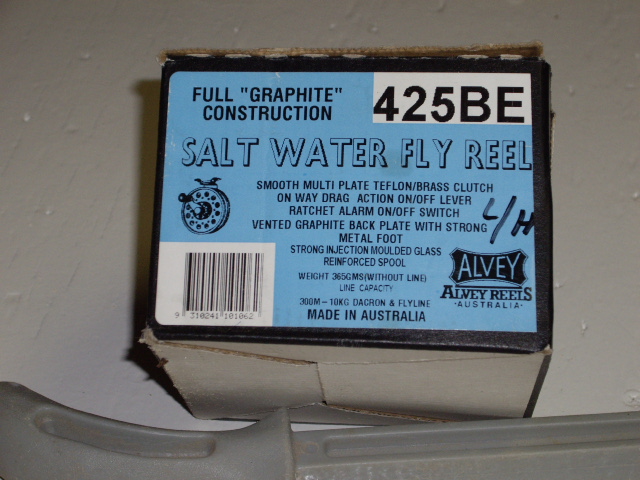 FULL "GRAPHITE"
CONSTRUCTION
425BE
SALT WATER FLY REEL
SMOOTH MULTI PLATE TEFLON/BRASS CLUTCH
ON WAY DRAG ACTION ON/OFF LEVER
RATCHET ALARM ON/OFF SWITCH
L/H
VENTED GRAPHITE BACK PLATE WITH STRONG
METAL FOOT
STRONG INJECTION MOULDED GLASS
REINFORCED SPOOL
WEIGHT 365GMS(WITHOUT LINE)
LINE CAPACITY
300M-10KG DACRON & FLYLINE
MADE IN AUSTRALIA
ALVEY
ALVEY REELS
·AUSTRALIA·
9 310241 101062